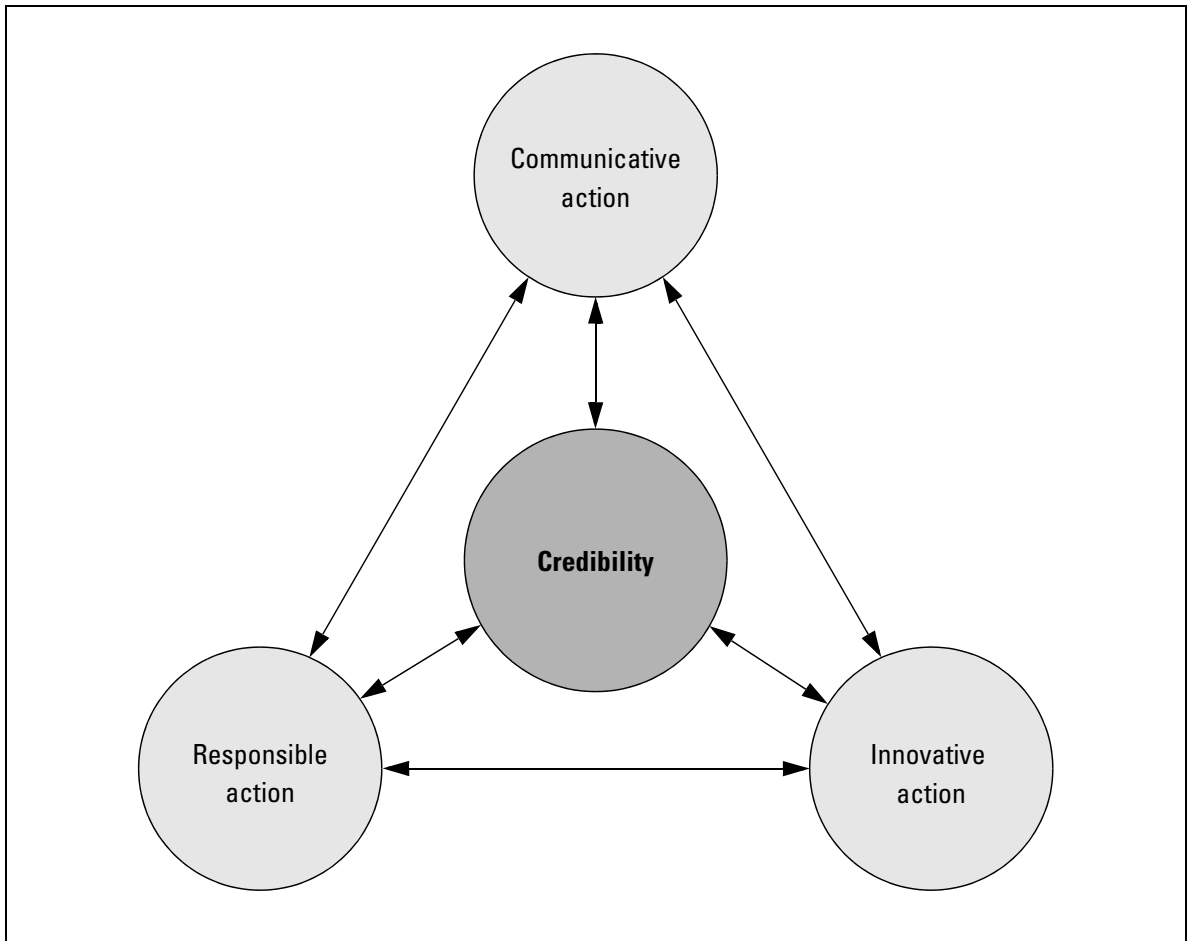 Communicative
action
Credibility
Responsible
action
Innovative
action